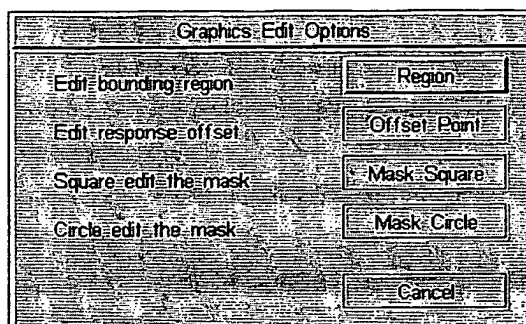 Graphics Edit Options
Edit bounding region Region
Edit response offset Offset Point
Square edit the mask Mask Square
Circle edit the mask Mask Circle
Cancel